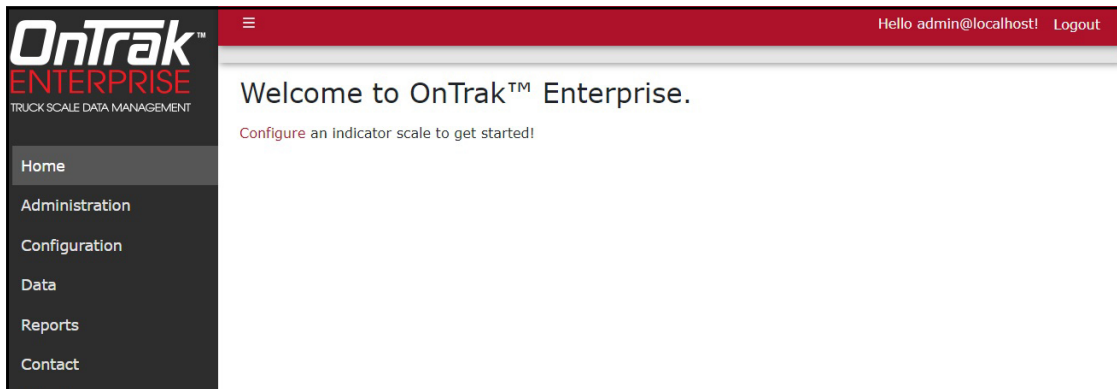 OnTrak™
ENTERPRISE
TRUCK SCALE DATA MANAGEMENT
Home
Administration
Configuration
Data
Reports
Contact
☰ Hello admin@localhost! Logout
Welcome to OnTrak™ Enterprise.
Configure an indicator scale to get started!